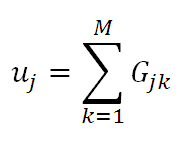 u_j = \sum_{k=1}^{M} G_{jk}